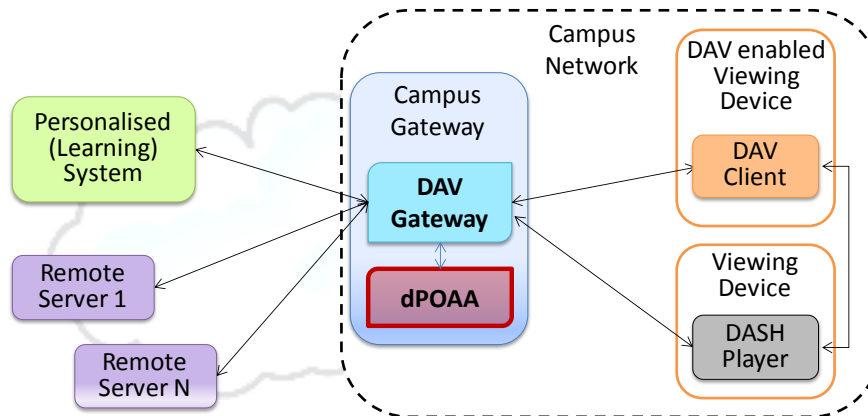 Campus
Network
Personalised
(Learning)
System
Remote
Server 1
Remote
Server N
Campus
Gateway
DAV
Gateway
dPOAA
DAV enabled
Viewing
Device
DAV
Client
Viewing
Device
DASH
Player